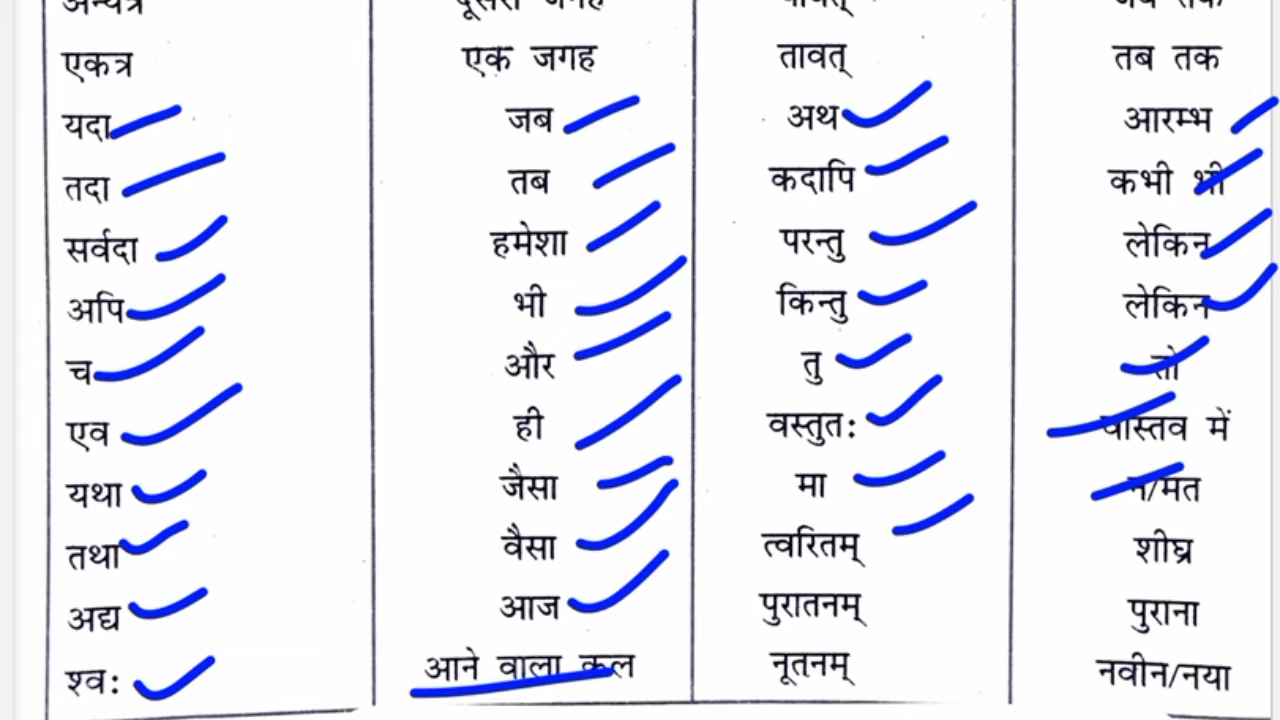 एकत्र एक जगह तावत् तब तक
यदा जब अथ आरम्भ
तदा तब कदापि कभी भी
सर्वदा हमेशा परन्तु लेकिन
अपि भी किन्तु लेकिन
च और तु तो
एव ही वस्तुतः वास्तव में
यथा जैसा मा न/मत
तथा वैसा त्वरितम् शीघ्र
अद्य आज पुरातनम् पुराना
श्वः आने वाला कल नूतनम् नवीन/नया